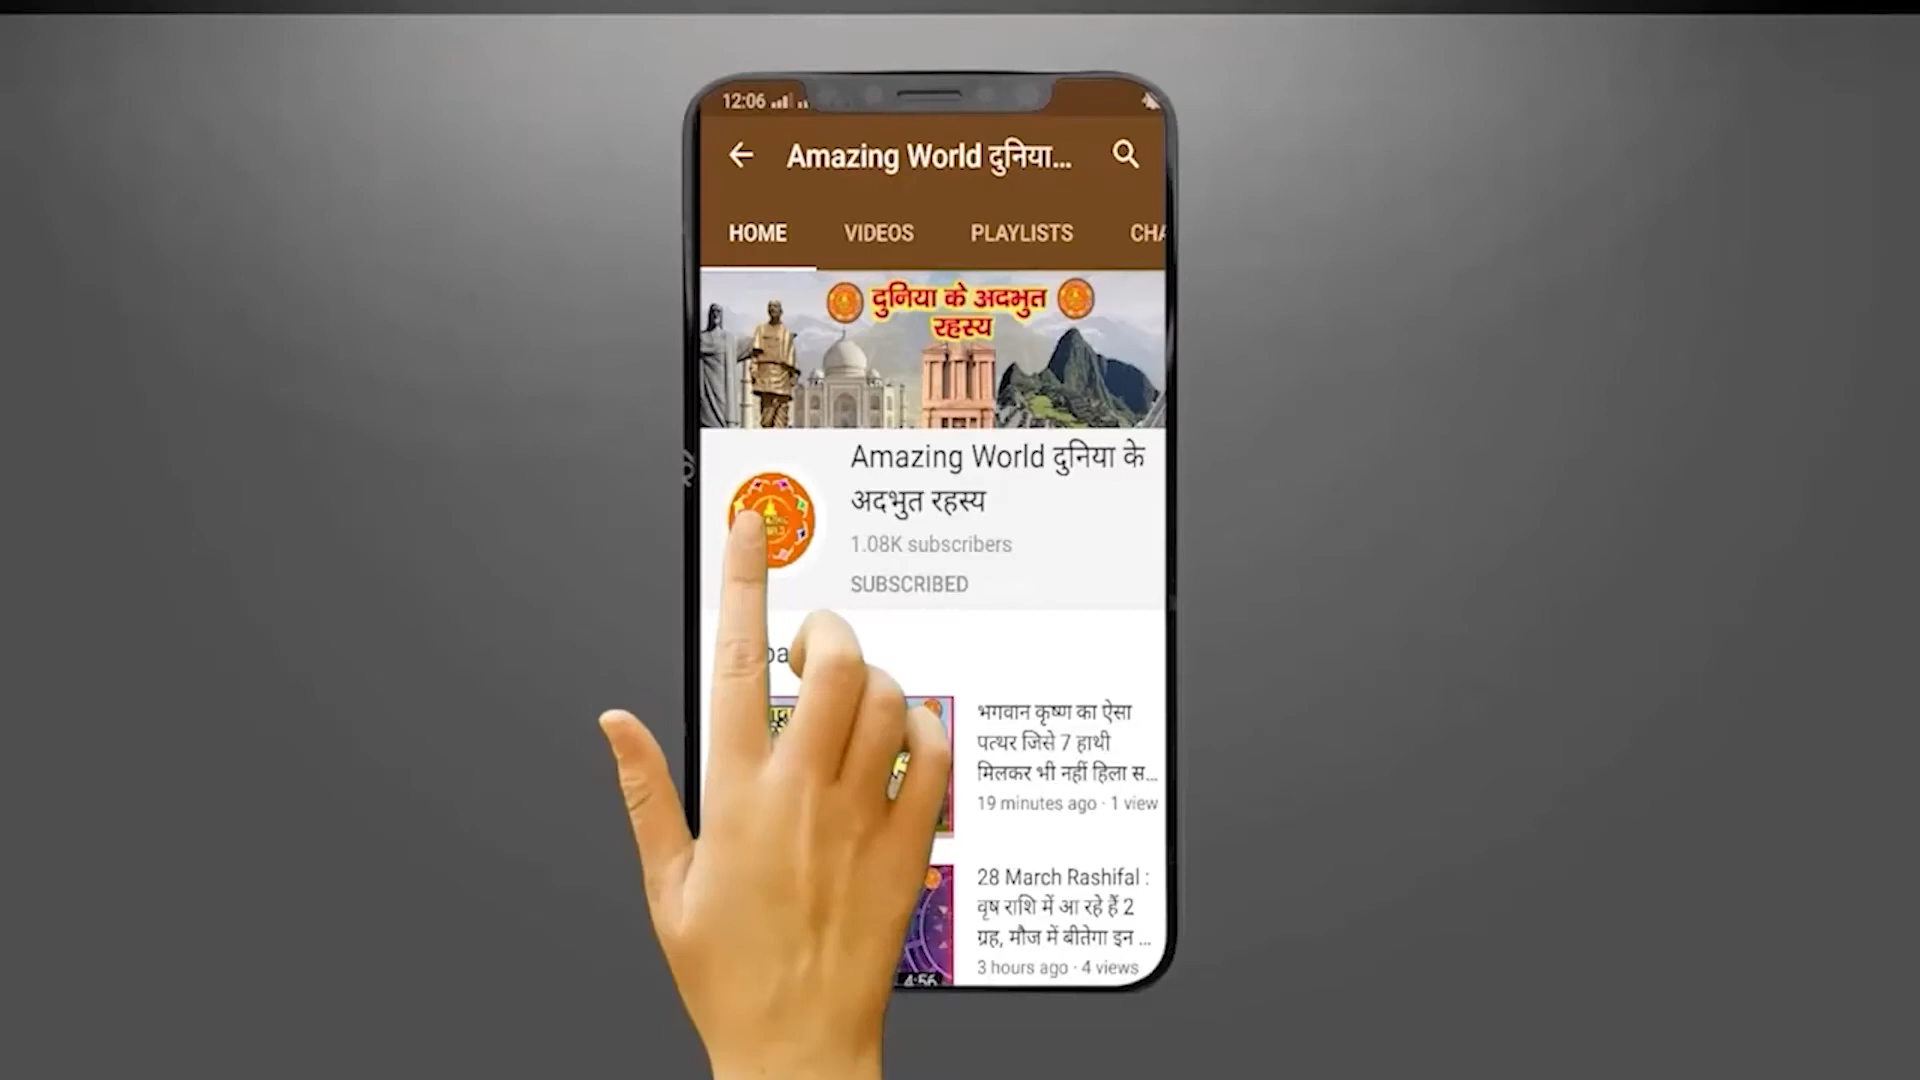 12:06
Amazing World दुनिया...
HOME VIDEOS PLAYLISTS CHA
दुनिया के अदभुत
रहस्य
Amazing World दुनिया के
अदभुत रहस्य
1.08K subscribers
SUBSCRIBED
भगवान कृष्ण का ऐसा
पत्थर जिसे 7 हाथी
मिलकर भी नहीं हिला स...
19 minutes ago · 1 view
28 March Rashifal :
वृष राशि में आ रहे हैं 2
ग्रह, मौज में बीतेगा इन ...
3 hours ago · 4 views
4:56